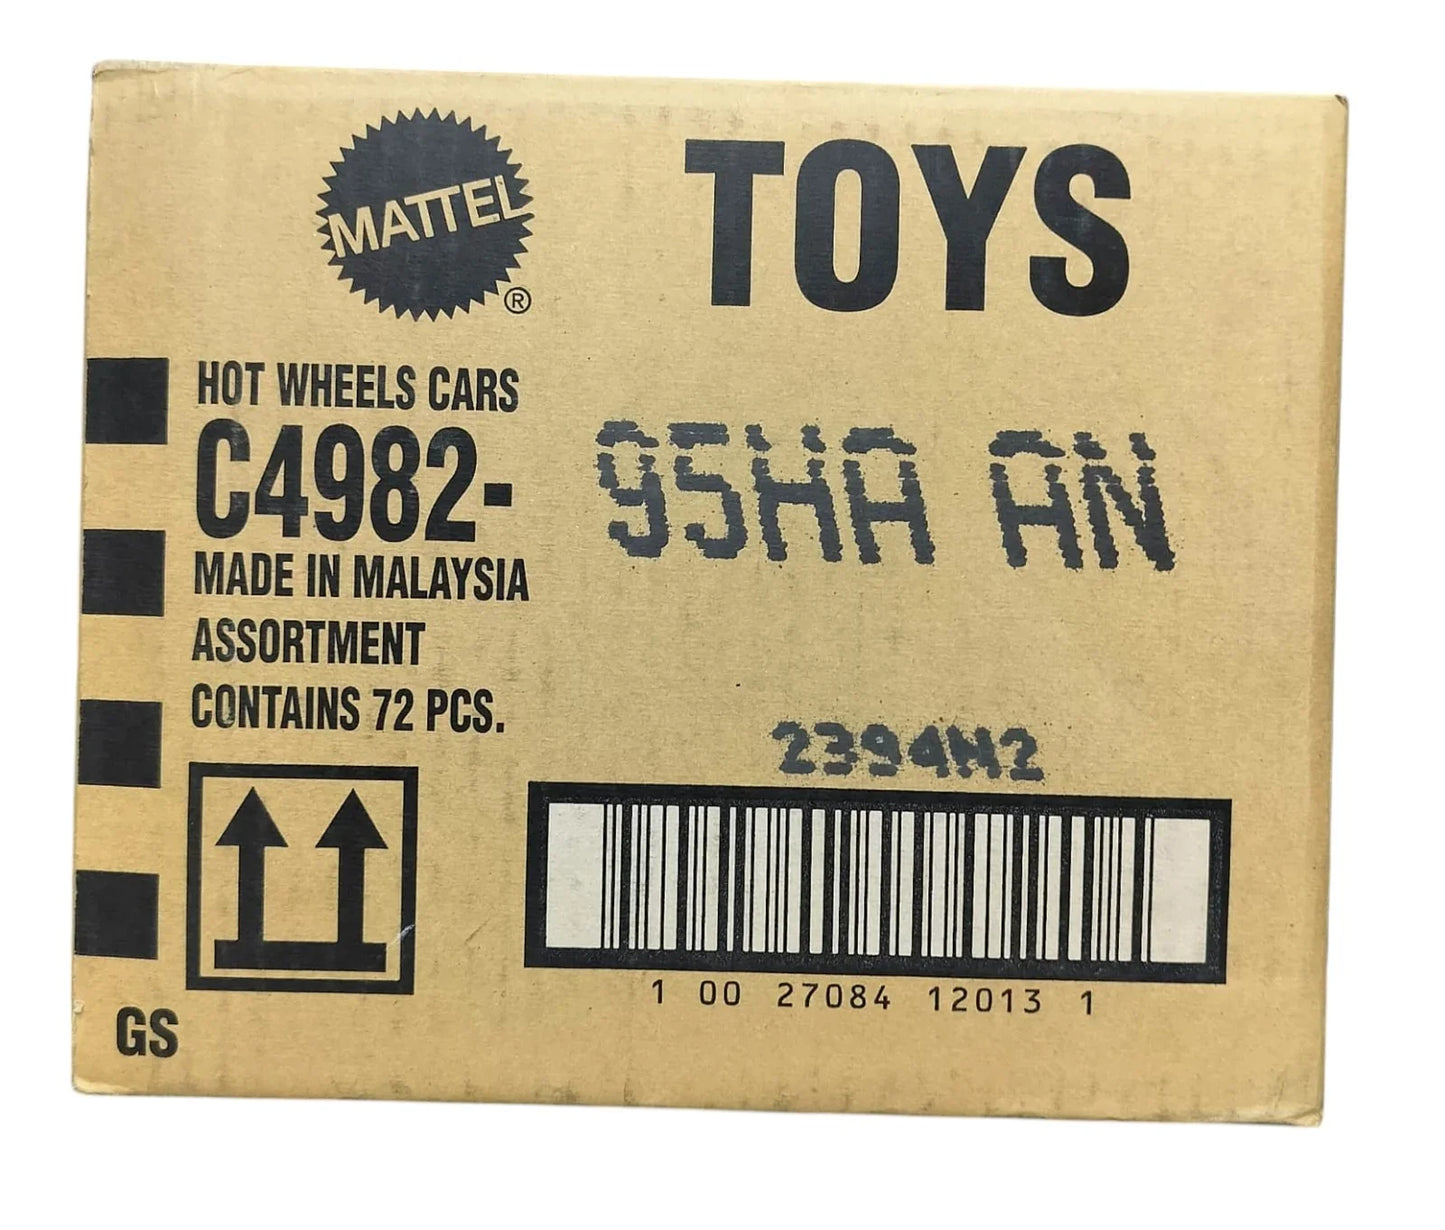 MATTEL
®
TOYS
HOT WHEELS CARS
C4982-
95HA AN
MADE IN MALAYSIA
ASSORTMENT
CONTAINS 72 PCS.
2394N2
1 00 27084 12013 1
GS